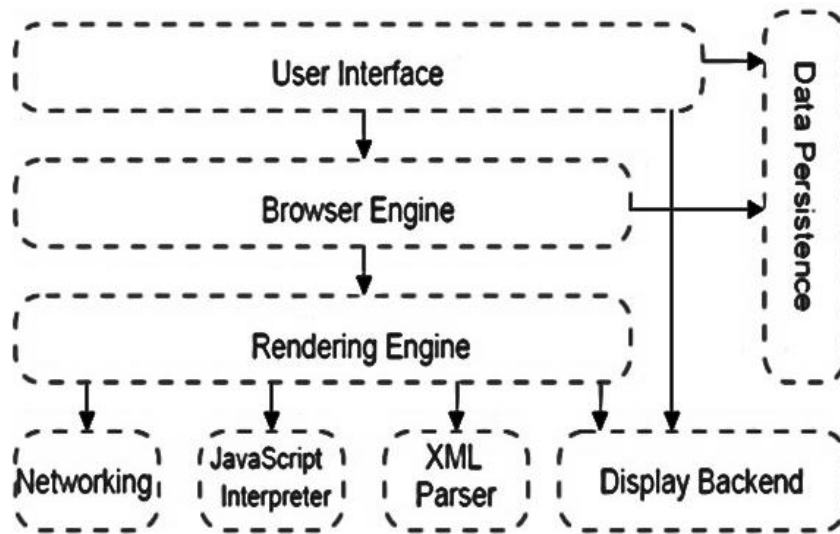 User Interface
Data Persistence
Browser Engine
Rendering Engine
Networking
JavaScript
Interpreter
XML
Parser
Display Backend